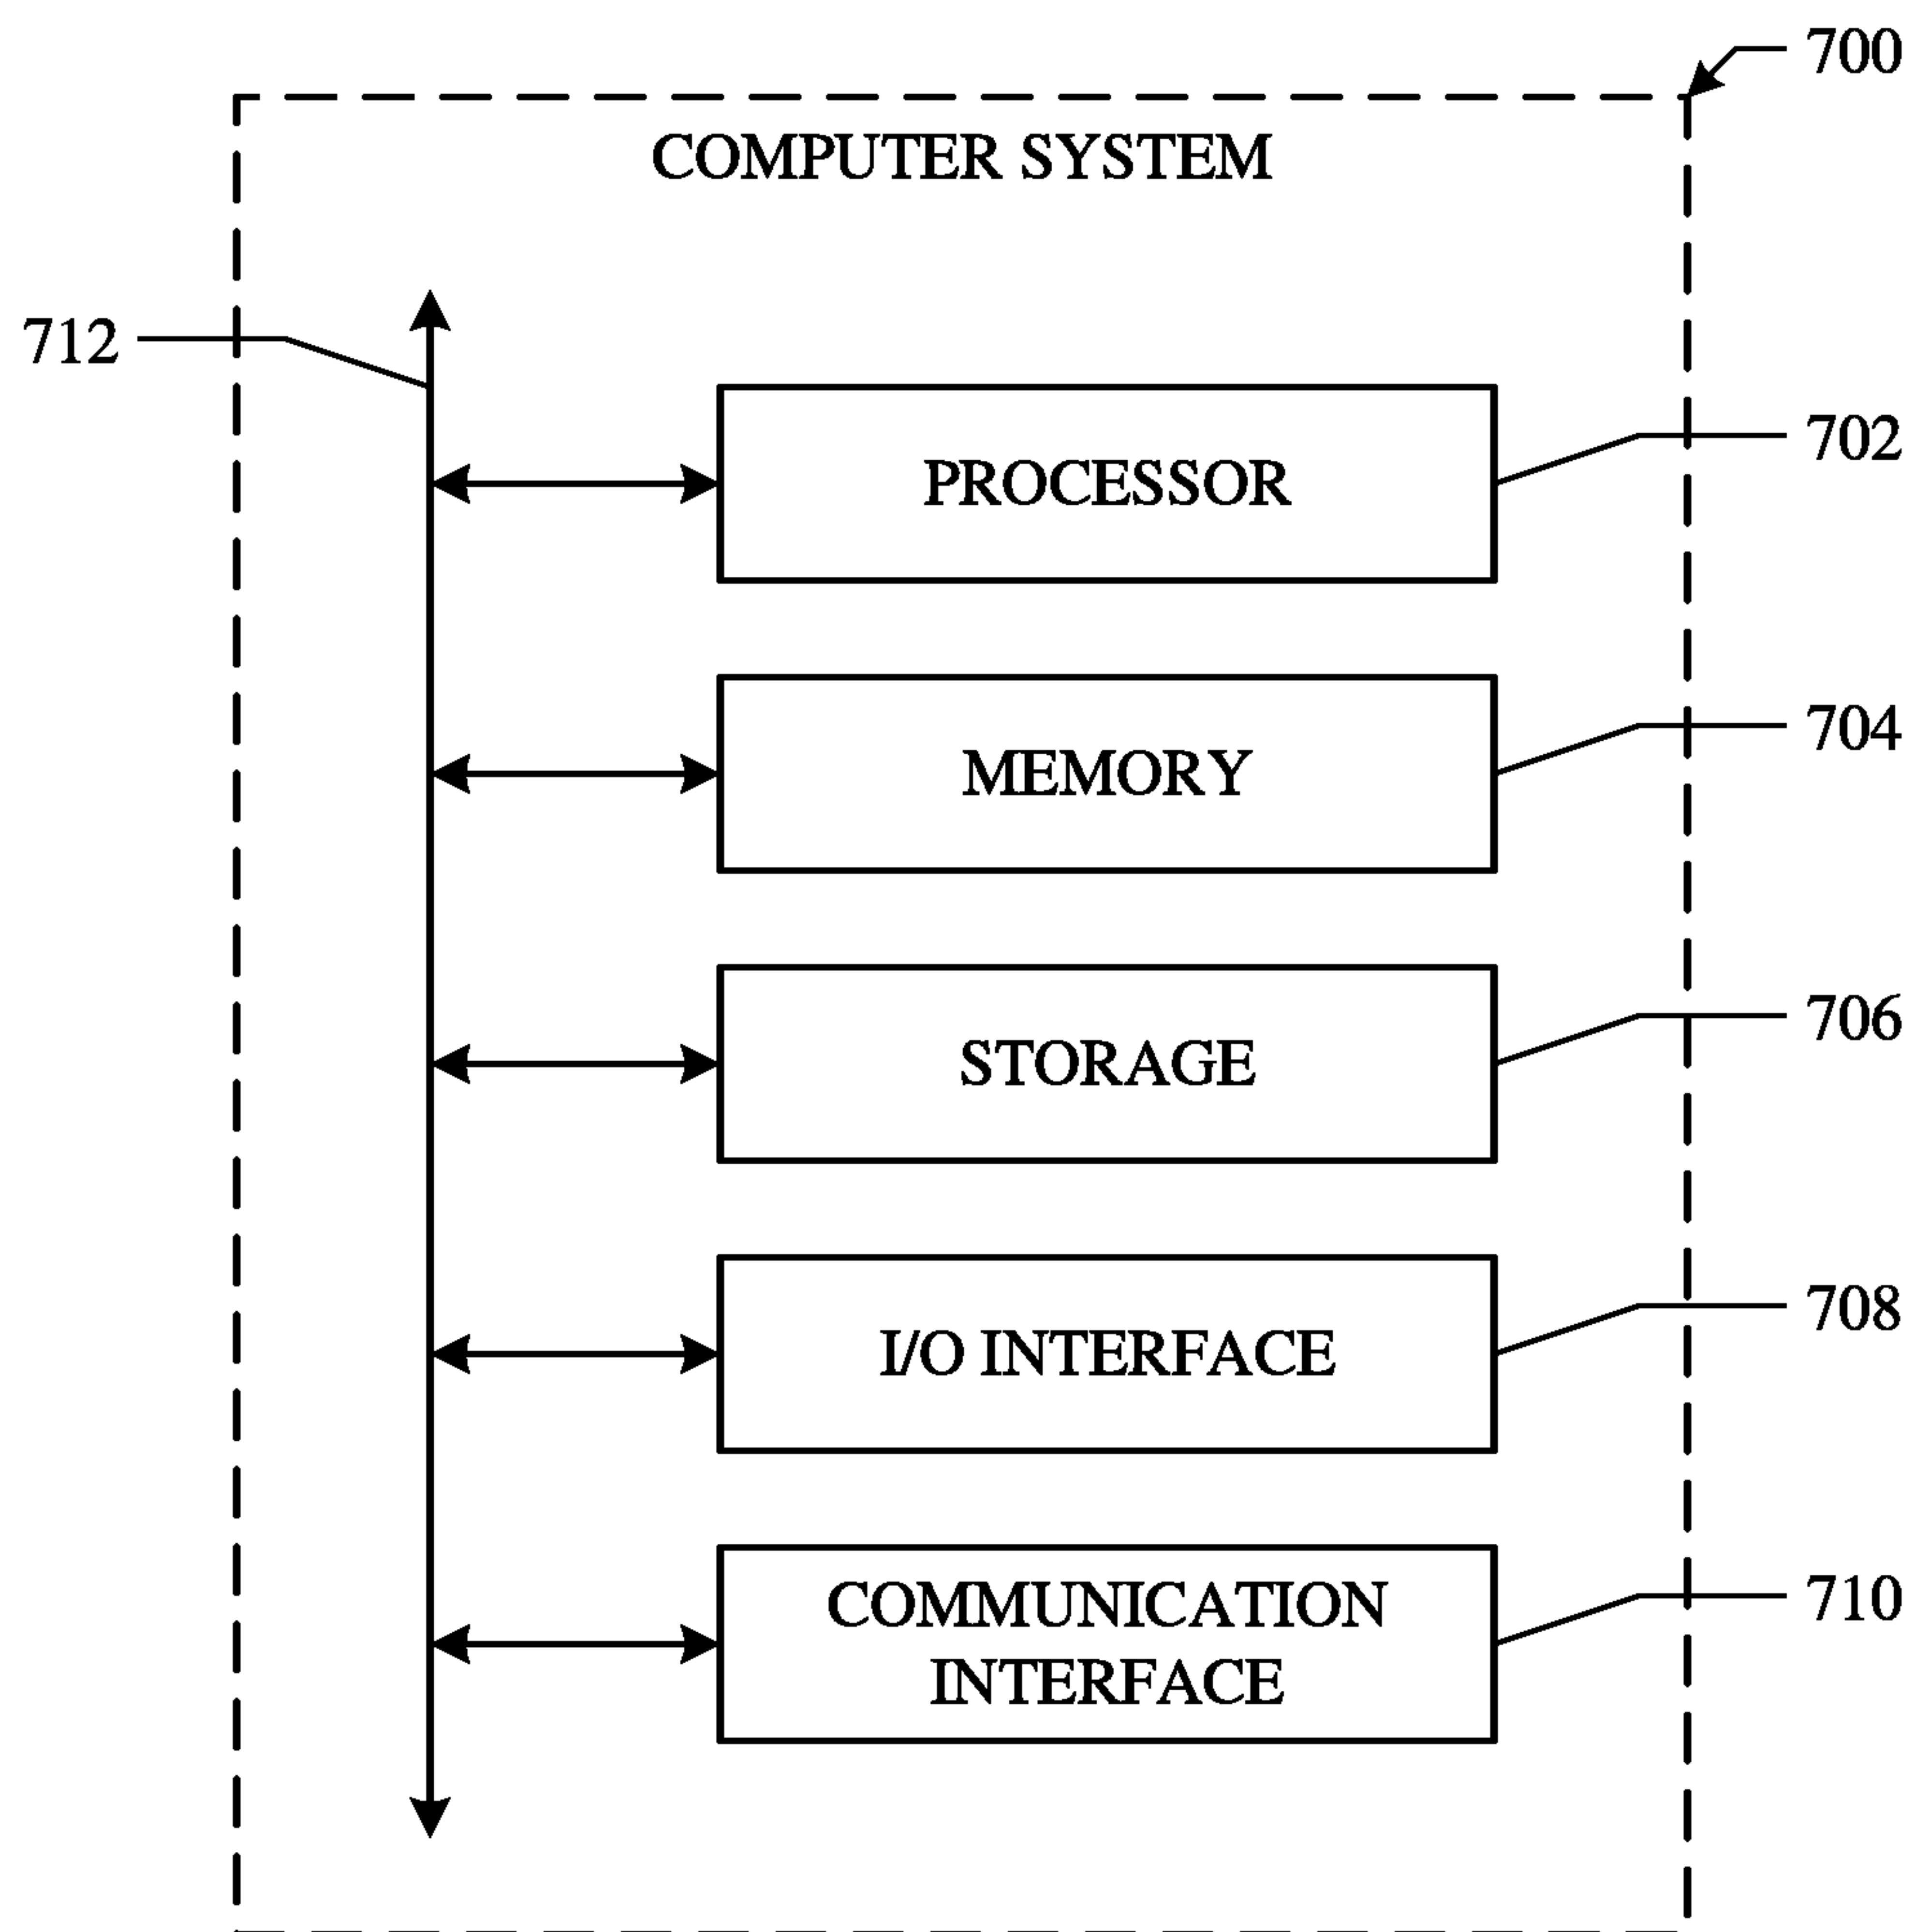 700
COMPUTER SYSTEM
712
702
PROCESSOR
704
MEMORY
706
STORAGE
708
I/O INTERFACE
710
COMMUNICATION
INTERFACE